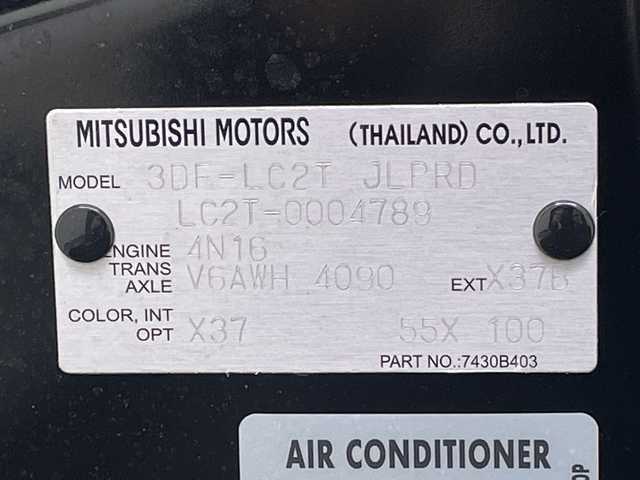 MITSUBISHI MOTORS (THAILAND) CO.,LTD.
MODEL 3DF-LC2T JLPRD
LC2T-0004789
ENGINE 4N16
TRANS AXLE V6AWH 4090 EXT X37B
COLOR, INT OPT X37 55X 100
PART NO.:7430B403
AIR CONDITIONER